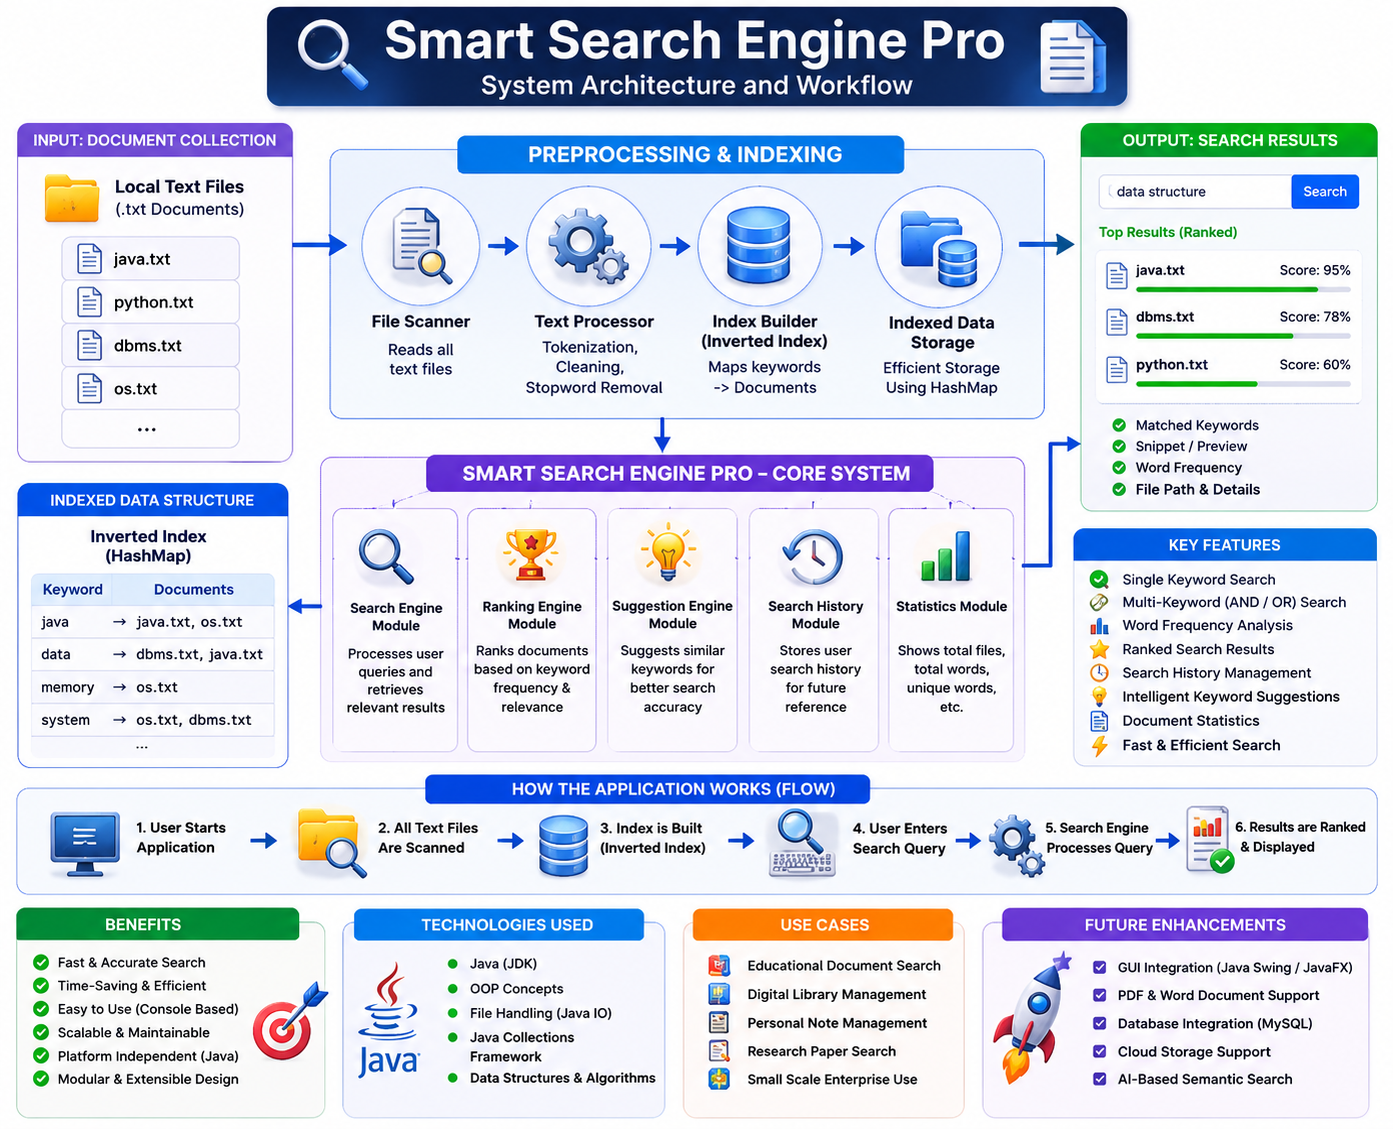 Smart Search Engine Pro
System Architecture and Workflow
INPUT: DOCUMENT COLLECTION
Local Text Files
(.txt Documents)
java.txt
python.txt
dbms.txt
os.txt
...
PREPROCESSING & INDEXING
File Scanner
Reads all
text files
Text Processor
Tokenization,
Cleaning,
Stopword Removal
Index Builder
(Inverted Index)
Maps keywords
-> Documents
Indexed Data
Storage
Efficient Storage
Using HashMap
OUTPUT: SEARCH RESULTS
data structure
Search
Top Results (Ranked)
java.txt Score: 95%
dbms.txt Score: 78%
python.txt Score: 60%
Matched Keywords
Snippet / Preview
Word Frequency
File Path & Details
INDEXED DATA STRUCTURE
Inverted Index
(HashMap)
Keyword Documents
java → java.txt, os.txt
data → dbms.txt, java.txt
memory → os.txt
system → os.txt, dbms.txt
...
SMART SEARCH ENGINE PRO – CORE SYSTEM
Search Engine
Module
Processes user
queries and
retrieves
relevant results
Ranking Engine
Module
Ranks documents
based on keyword
frequency &
relevance
Suggestion Engine
Module
Suggests similar
keywords for
better search
accuracy
Search History
Module
Stores user
search history
for future
reference
Statistics Module
Shows total files,
total words,
unique words,
etc.
KEY FEATURES
Single Keyword Search
Multi-Keyword (AND / OR) Search
Word Frequency Analysis
Ranked Search Results
Search History Management
Intelligent Keyword Suggestions
Document Statistics
Fast & Efficient Search
HOW THE APPLICATION WORKS (FLOW)
1. User Starts
Application
2. All Text Files
Are Scanned
3. Index is Built
(Inverted Index)
4. User Enters
Search Query
5. Search Engine
Processes Query
6. Results are Ranked
& Displayed
BENEFITS
Fast & Accurate Search
Time-Saving & Efficient
Easy to Use (Console Based)
Scalable & Maintainable
Platform Independent (Java)
Modular & Extensible Design
TECHNOLOGIES USED
Java
Java (JDK)
OOP Concepts
File Handling (Java IO)
Java Collections
Framework
Data Structures & Algorithms
USE CASES
Educational Document Search
Digital Library Management
Personal Note Management
Research Paper Search
Small Scale Enterprise Use
FUTURE ENHANCEMENTS
GUI Integration (Java Swing / JavaFX)
PDF & Word Document Support
Database Integration (MySQL)
Cloud Storage Support
AI-Based Semantic Search